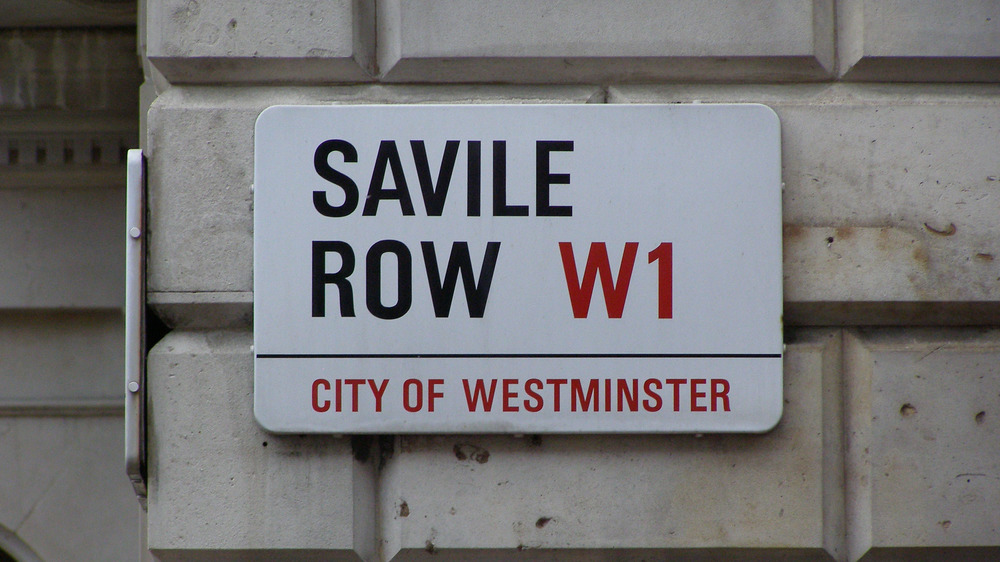 SAVILE
ROW W1
CITY OF WESTMINSTER